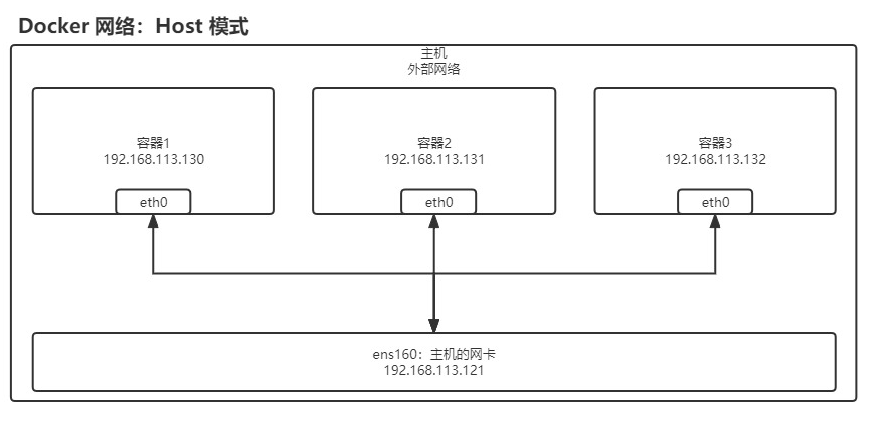 Docker 网络：Host 模式
主机
外部网络
容器1
192.168.113.130
容器2
192.168.113.131
容器3
192.168.113.132
eth0
eth0
eth0
ens160：主机的网卡
192.168.113.121